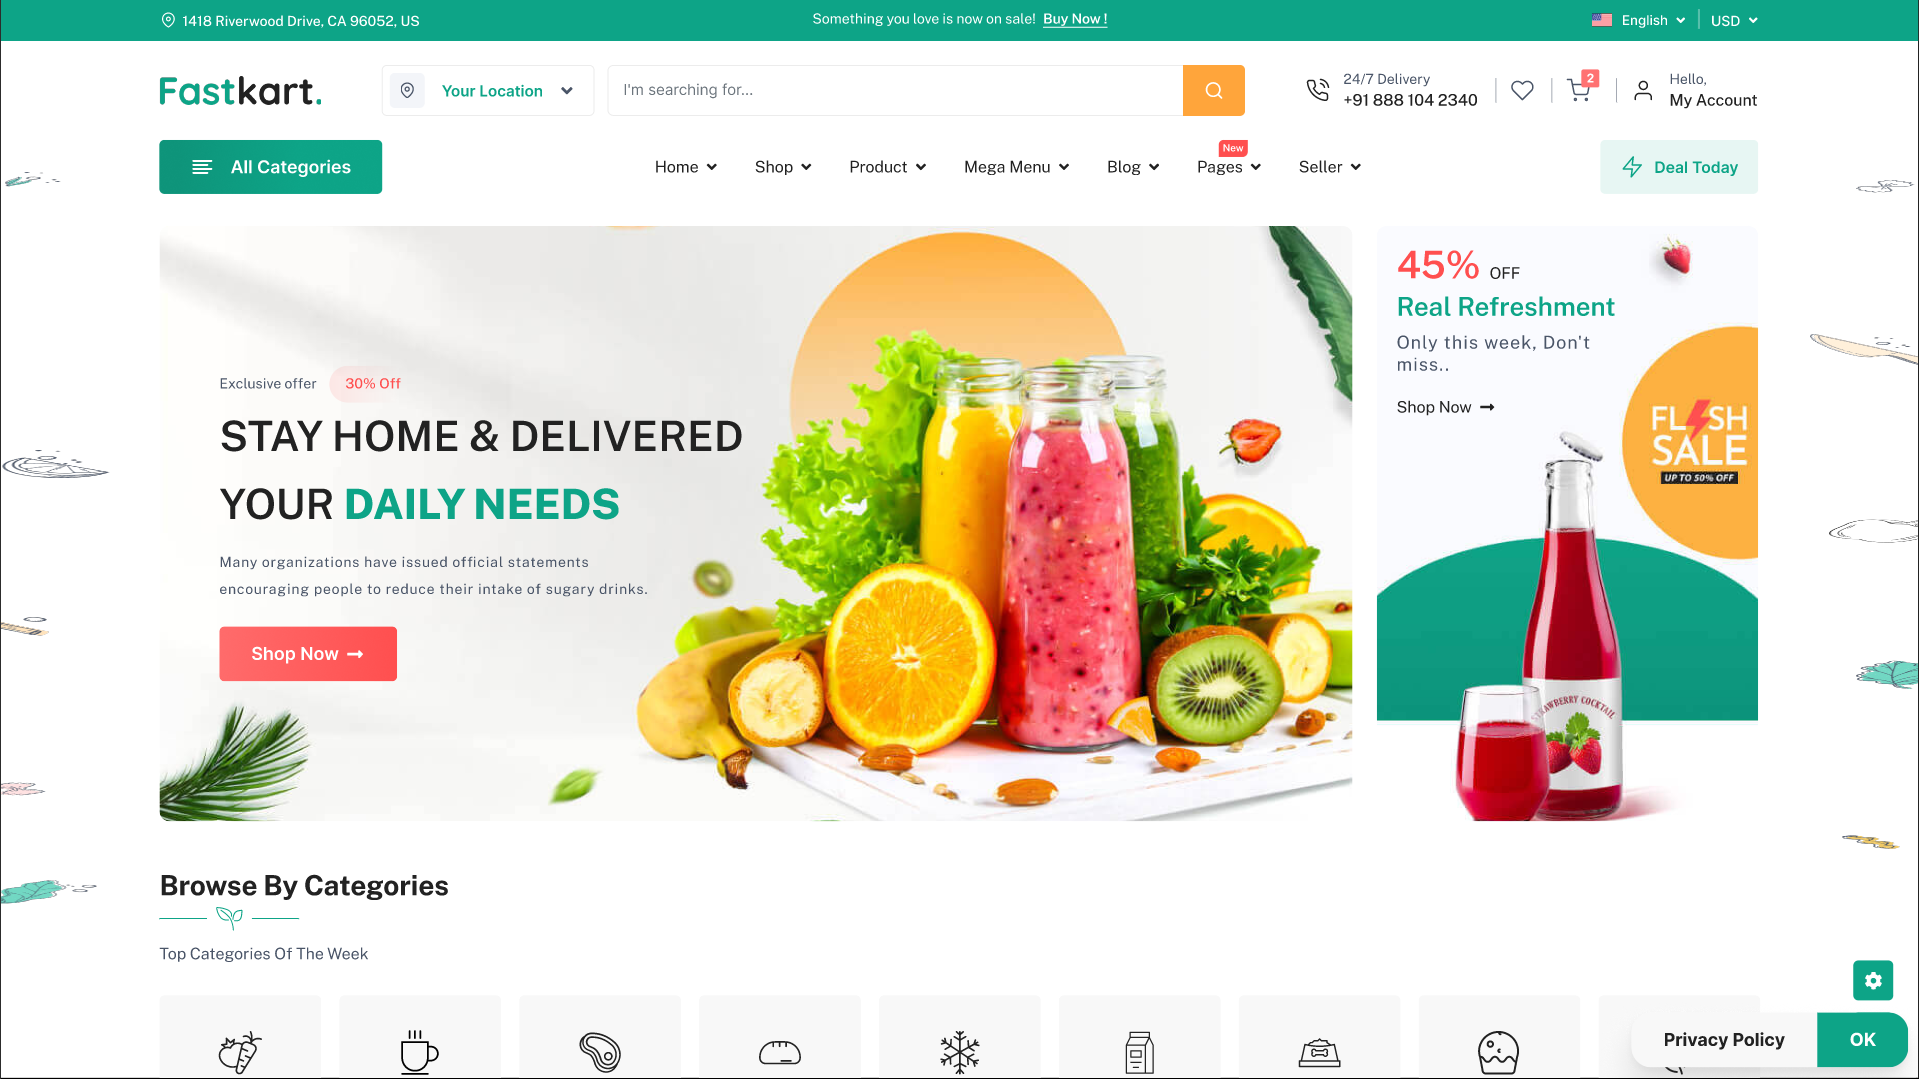 1418 Riverwood Drive, CA 96052, US
Something you love is now on sale! Buy Now !
English
USD
Fastkart.
Your Location
I'm searching for...
24/7 Delivery
+91 888 104 2340
2
Hello,
My Account
All Categories
Home
Shop
Product
Mega Menu
Blog
New
Pages
Seller
Deal Today
Exclusive offer 30% Off
STAY HOME & DELIVERED
YOUR DAILY NEEDS
Many organizations have issued official statements
encouraging people to reduce their intake of sugary drinks.
Shop Now
45% OFF
Real Refreshment
Only this week, Don't
miss..
Shop Now
FLASH
SALE
UP TO 50% OFF
STRAWBERRY COCKTAIL
Browse By Categories
Top Categories Of The Week
Privacy Policy
OK